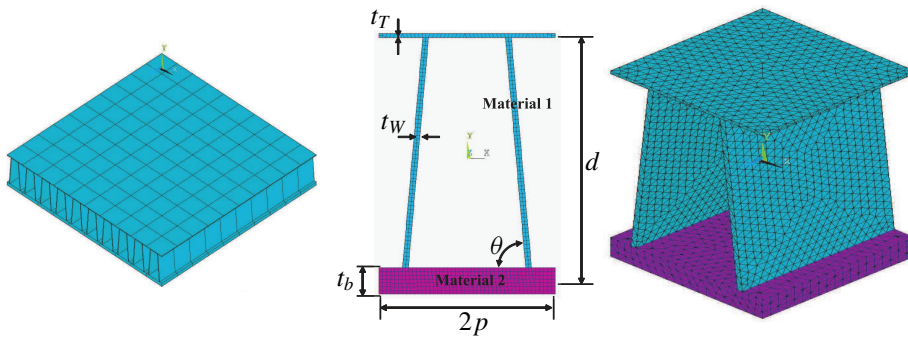 Y
Z
t_T
Material 1
t_W
Y
Z X
d
θ
t_b
Material 2
2p
Y
X